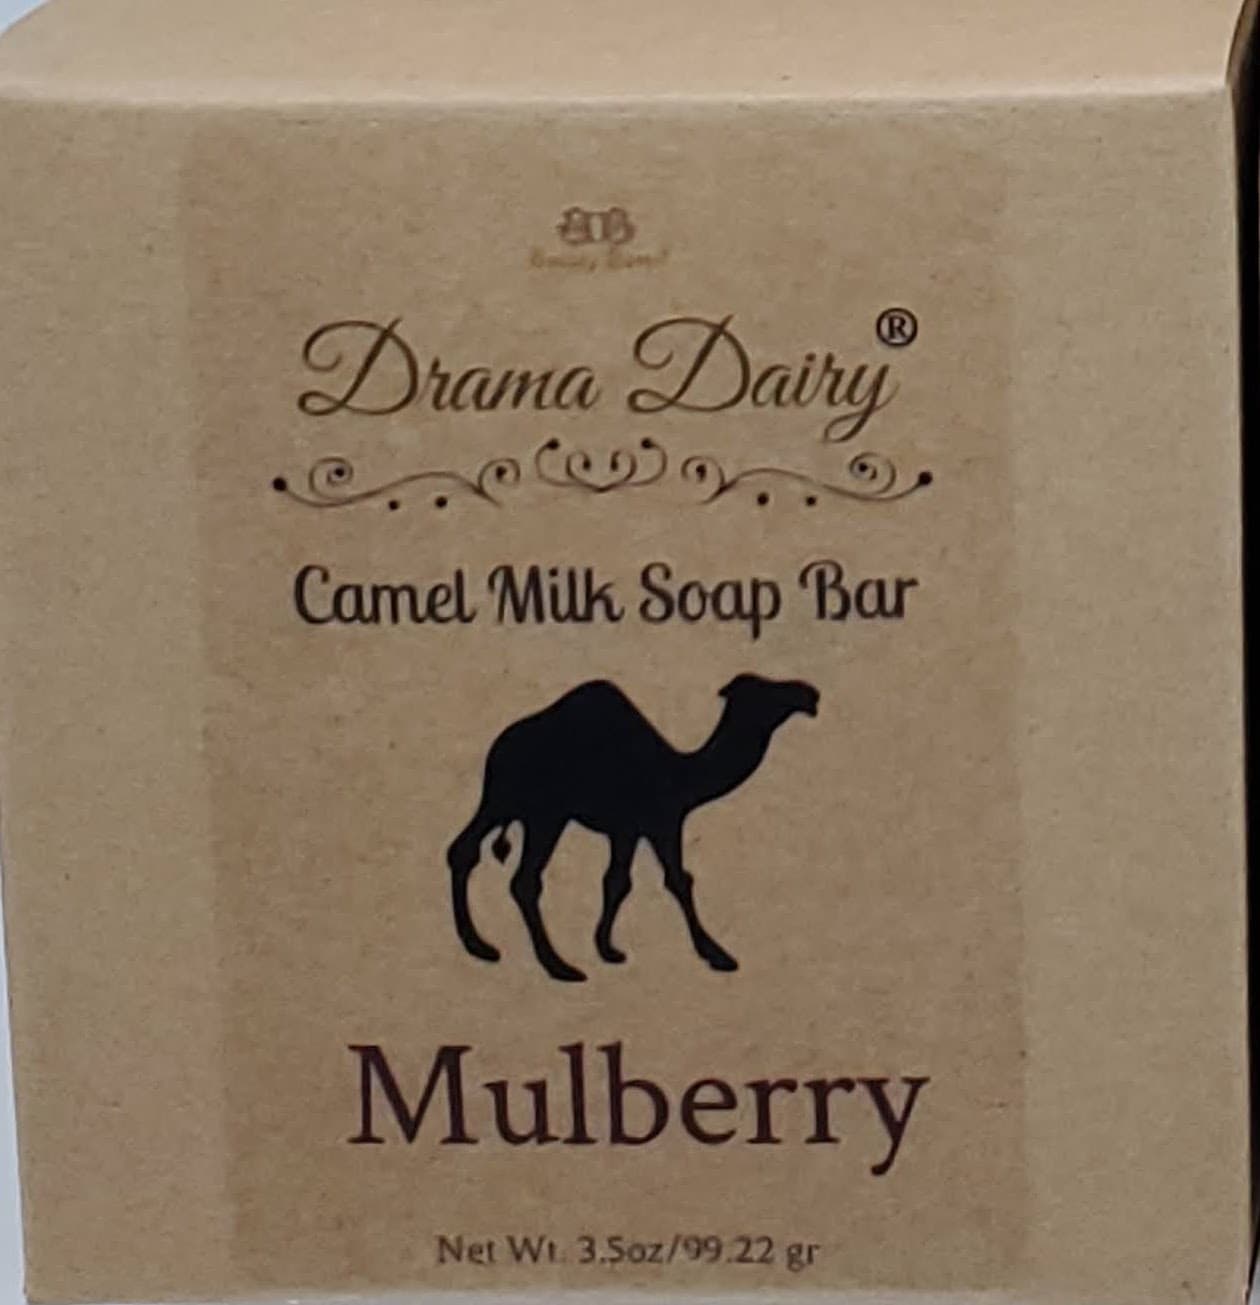 Drama Dairy®
Camel Milk Soap Bar
Mulberry
Net Wt. 3.5oz/99.22 gr